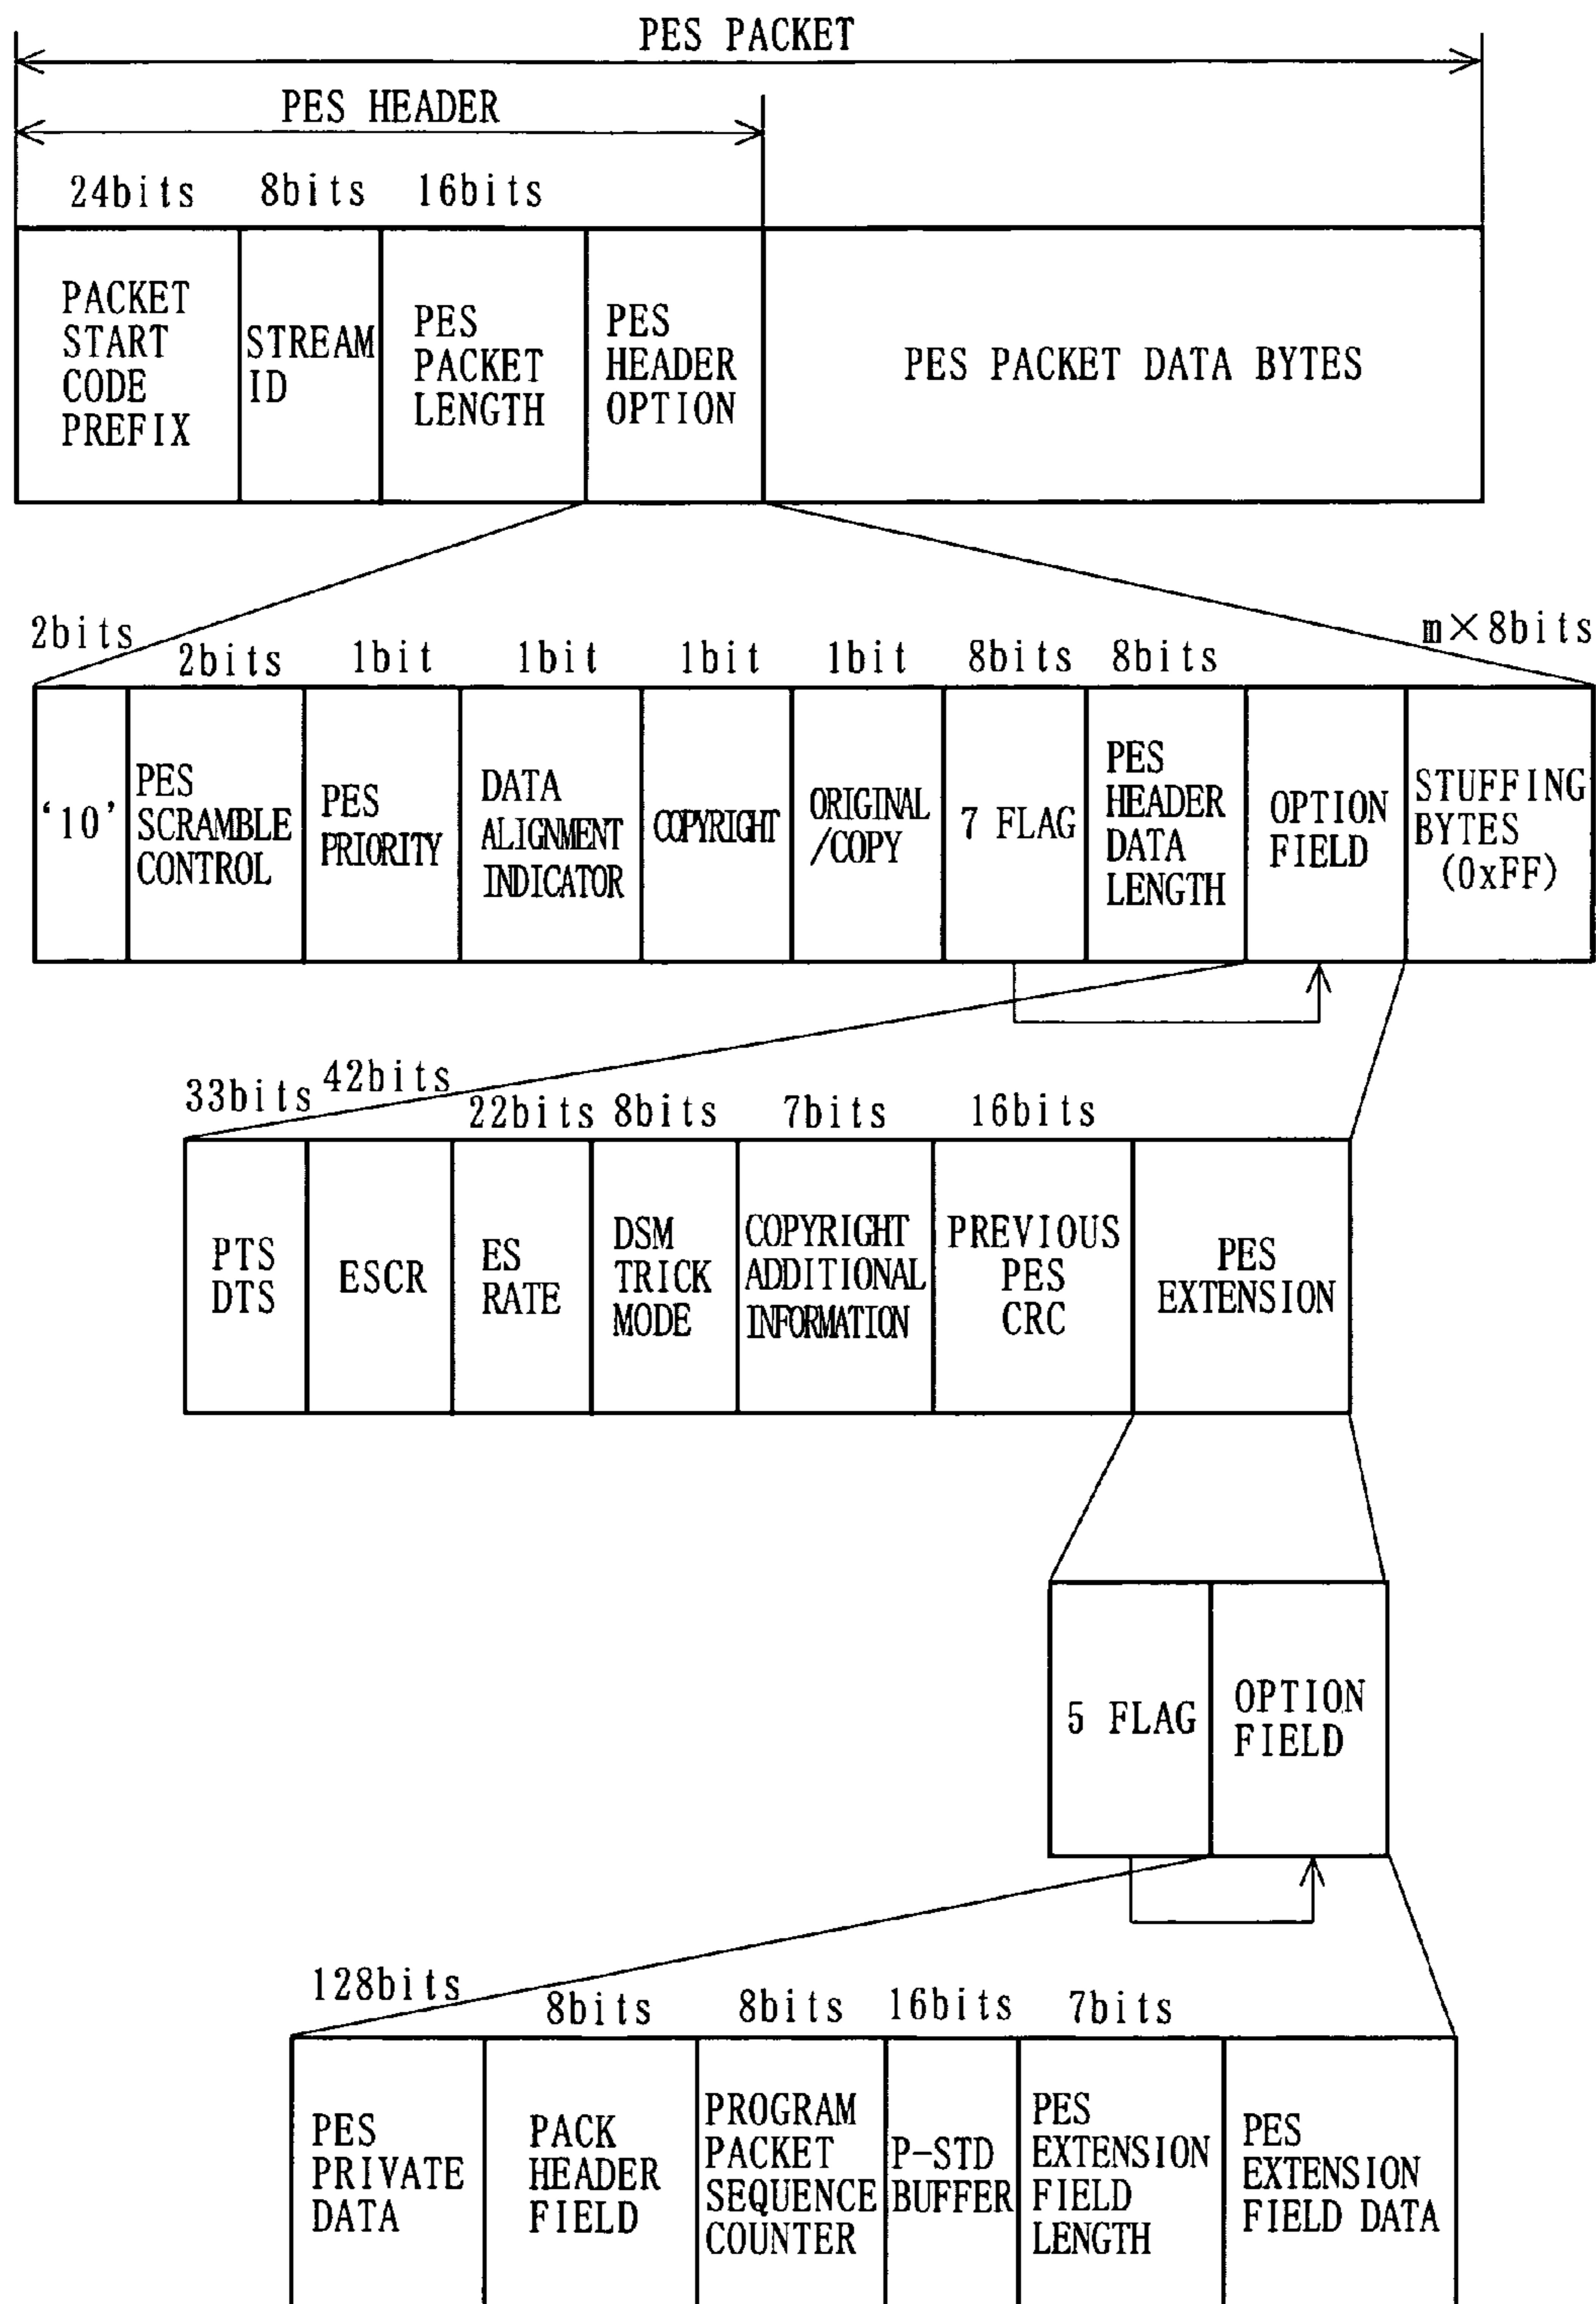 PES PACKET
PES HEADER
24bits 8bits 16bits
PACKET
START
CODE
PREFIX
STREAM
ID
PES
PACKET
LENGTH
PES
HEADER
OPTION
PES PACKET DATA BYTES
2bits 2bits 1bit 1bit 1bit 1bit 8bits 8bits m×8bits
'10'
PES
SCRAMBLE
CONTROL
PES
PRIORITY
DATA
ALIGNMENT
INDICATOR
COPYRIGHT
ORIGINAL
/COPY
7 FLAG
PES
HEADER
DATA
LENGTH
OPTION
FIELD
STUFFING
BYTES
(0xFF)
33bits 42bits 22bits 8bits 7bits 16bits
PTS
DTS
ESCR
ES
RATE
DSM
TRICK
MODE
COPYRIGHT
ADDITIONAL
INFORMATION
PREVIOUS
PES
CRC
PES
EXTENSION
5 FLAG
OPTION
FIELD
128bits 8bits 8bits 16bits 7bits
PES
PRIVATE
DATA
PACK
HEADER
FIELD
PROGRAM
PACKET
SEQUENCE
COUNTER
P-STD
BUFFER
PES
EXTENSION
FIELD
LENGTH
PES
EXTENSION
FIELD DATA